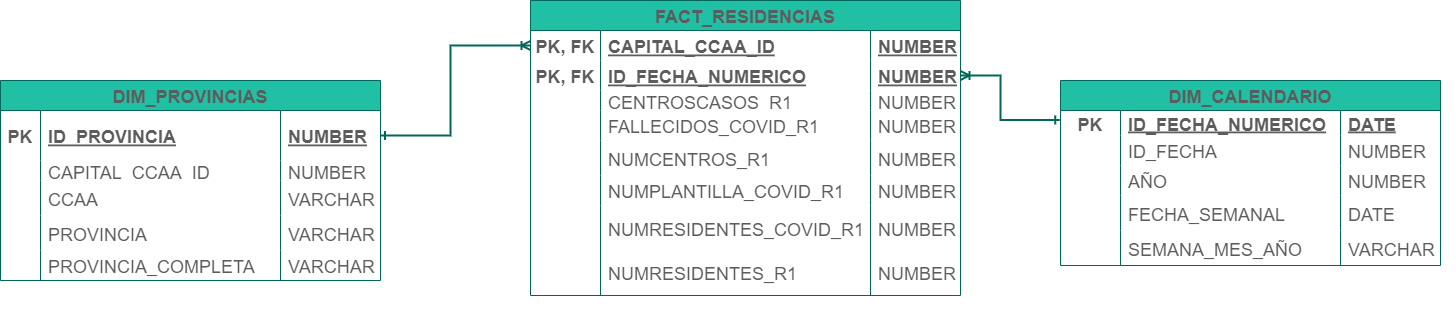 DIM_PROVINCIAS
PK ID_PROVINCIA NUMBER
CAPITAL_CCAA_ID NUMBER
CCAA VARCHAR
PROVINCIA VARCHAR
PROVINCIA_COMPLETA VARCHAR
FACT_RESIDENCIAS
PK, FK CAPITAL_CCAA_ID NUMBER
PK, FK ID_FECHA_NUMERICO NUMBER
CENTROSCASOS_R1 NUMBER
FALLECIDOS_COVID_R1 NUMBER
NUMCENTROS_R1 NUMBER
NUMPLANTILLA_COVID_R1 NUMBER
NUMRESIDENTES_COVID_R1 NUMBER
NUMRESIDENTES_R1 NUMBER
DIM_CALENDARIO
PK ID_FECHA_NUMERICO DATE
ID_FECHA NUMBER
AÑO NUMBER
FECHA_SEMANAL DATE
SEMANA_MES_AÑO VARCHAR